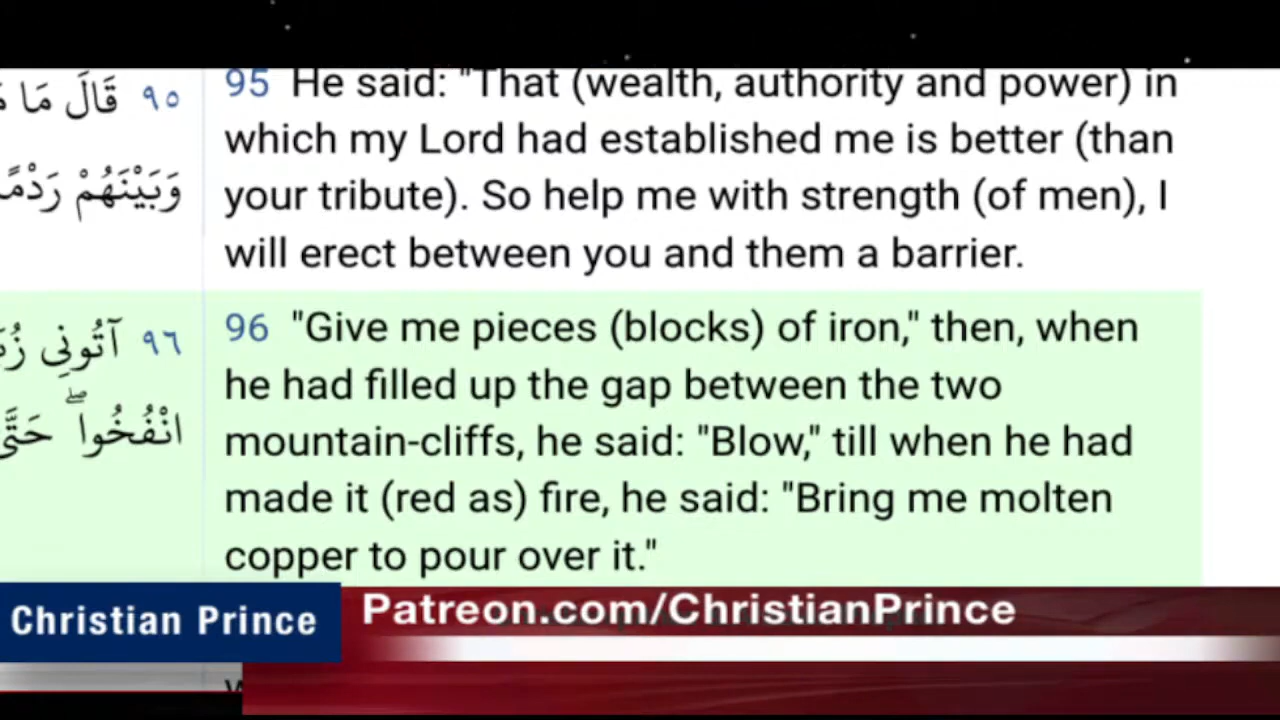 95 He said: "That (wealth, authority and power) in
which my Lord had established me is better (than
your tribute). So help me with strength (of men), I
will erect between you and them a barrier.
٩٥ قَالَ مَا
وَبَيْنَهُمْ رَدْمًا
96 "Give me pieces (blocks) of iron," then, when
he had filled up the gap between the two
mountain-cliffs, he said: "Blow," till when he had
made it (red as) fire, he said: "Bring me molten
copper to pour over it."
٩٦ آتُونِي
انْفُخُوا ۖ حَتَّىٰ
Christian Prince
Patreon.com/ChristianPrince